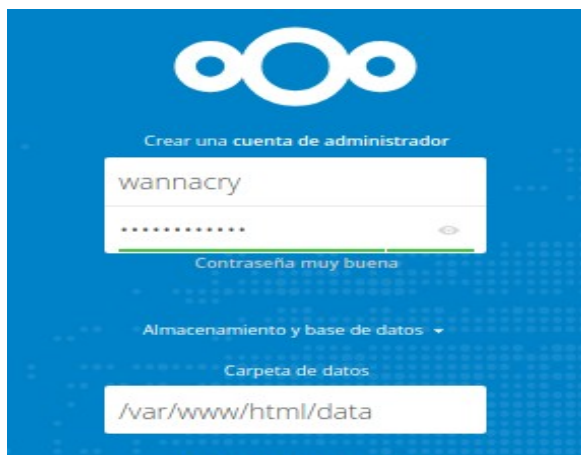 Crear una cuenta de administrador
wannacry
••••••••••••
Contraseña muy buena
Almacenamiento y base de datos
Carpeta de datos
/var/www/html/data